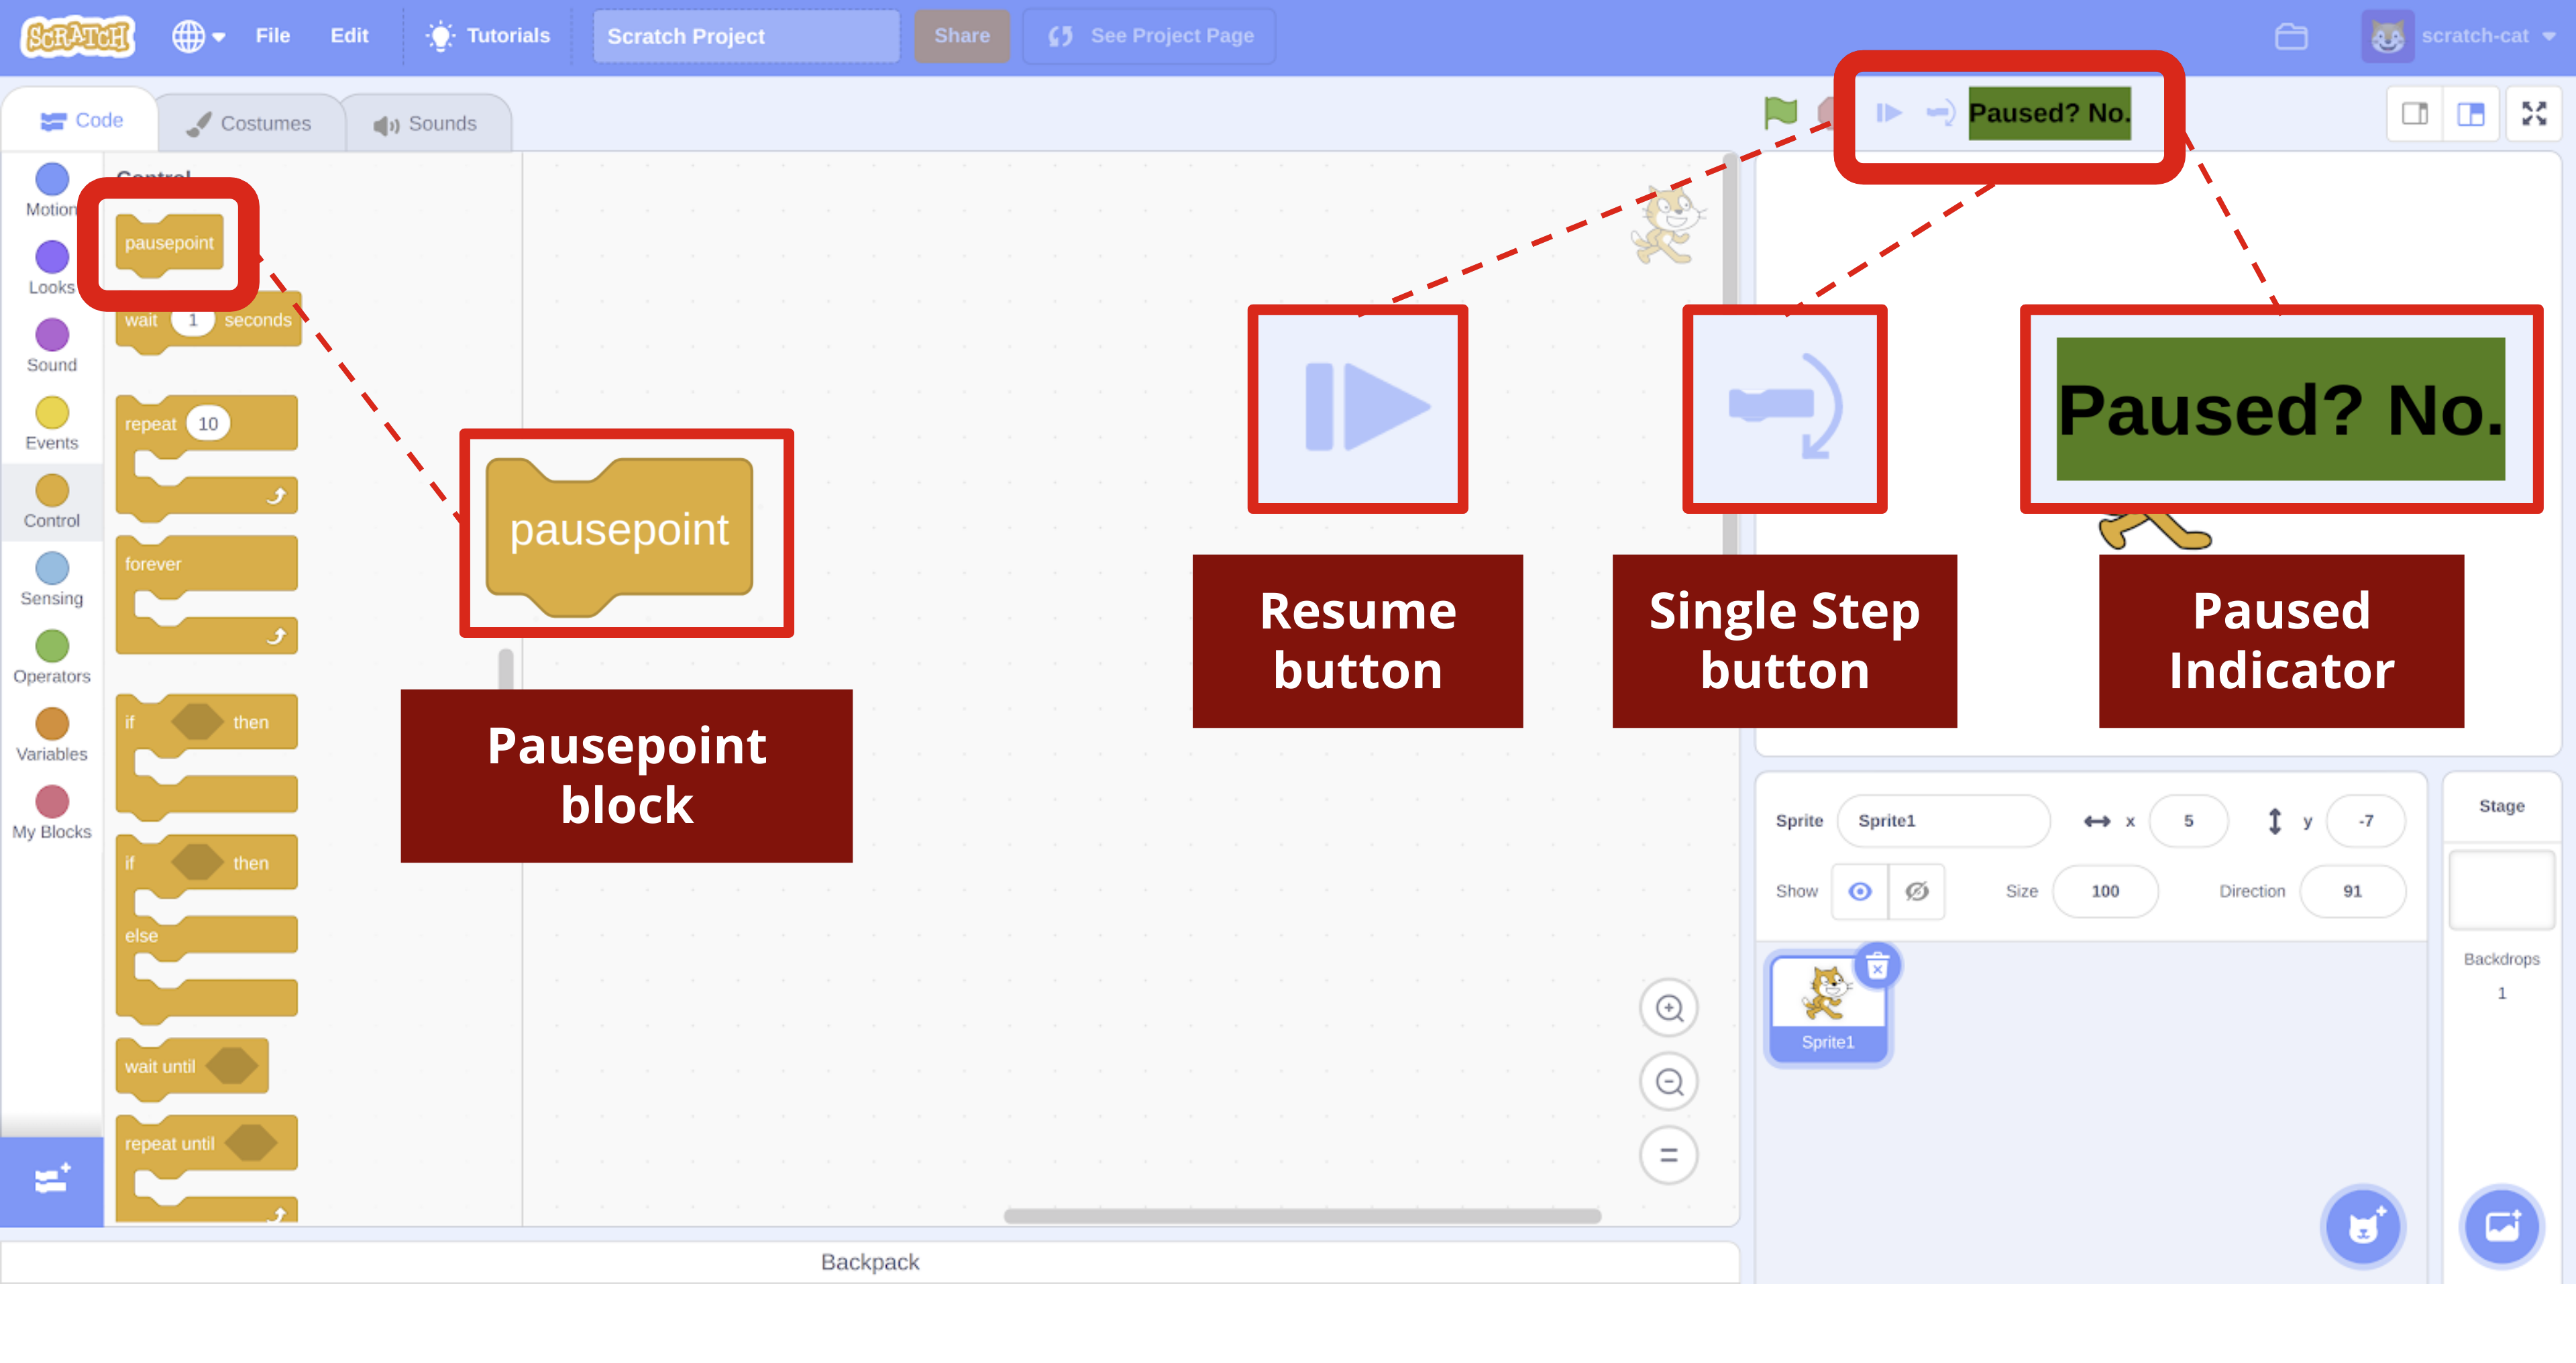 SCRATCH
File
Edit
Tutorials
Scratch Project
Share
See Project Page
scratch-cat
Code
Costumes
Sounds
Paused? No.
Motion
Looks
Sound
Events
Control
Sensing
Operators
Variables
My Blocks
Control
pausepoint
wait 1 seconds
repeat 10
forever
if then
if then
else
wait until
repeat until
pausepoint
Pausepoint
block
Resume
button
Single Step
button
Paused? No.
Paused
Indicator
Sprite Sprite1 x 5 y -7
Show Size 100 Direction 91
Sprite1
Stage
Backdrops
1
Backpack